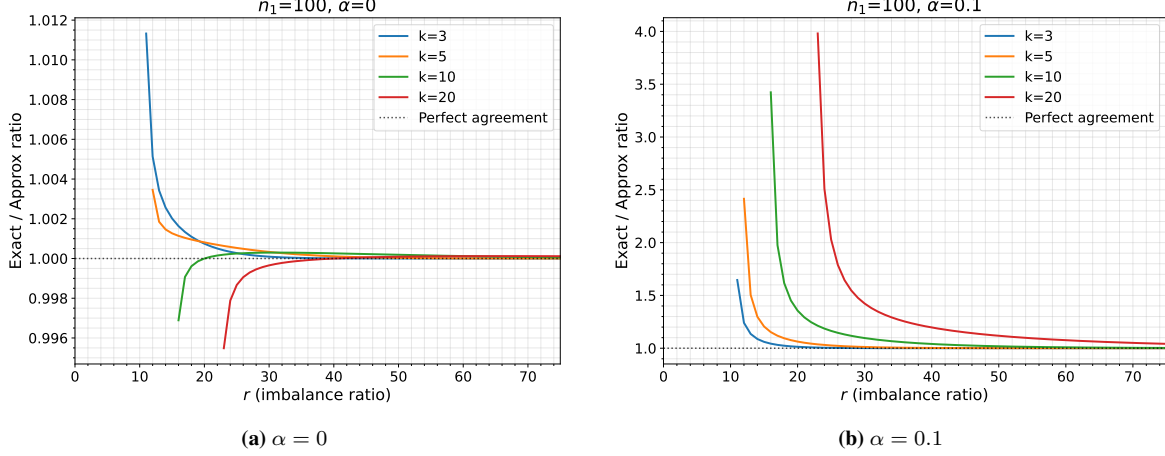 n₁=100, α=0
1.012
1.010
1.008
1.006
1.004
1.002
1.000
0.998
0.996
Exact / Approx ratio
k=3
k=5
k=10
k=20
Perfect agreement
0 10 20 30 40 50 60 70
r (imbalance ratio)
(a) α = 0
n₁=100, α=0.1
4.0
3.5
3.0
2.5
2.0
1.5
1.0
Exact / Approx ratio
k=3
k=5
k=10
k=20
Perfect agreement
0 10 20 30 40 50 60 70
r (imbalance ratio)
(b) α = 0.1